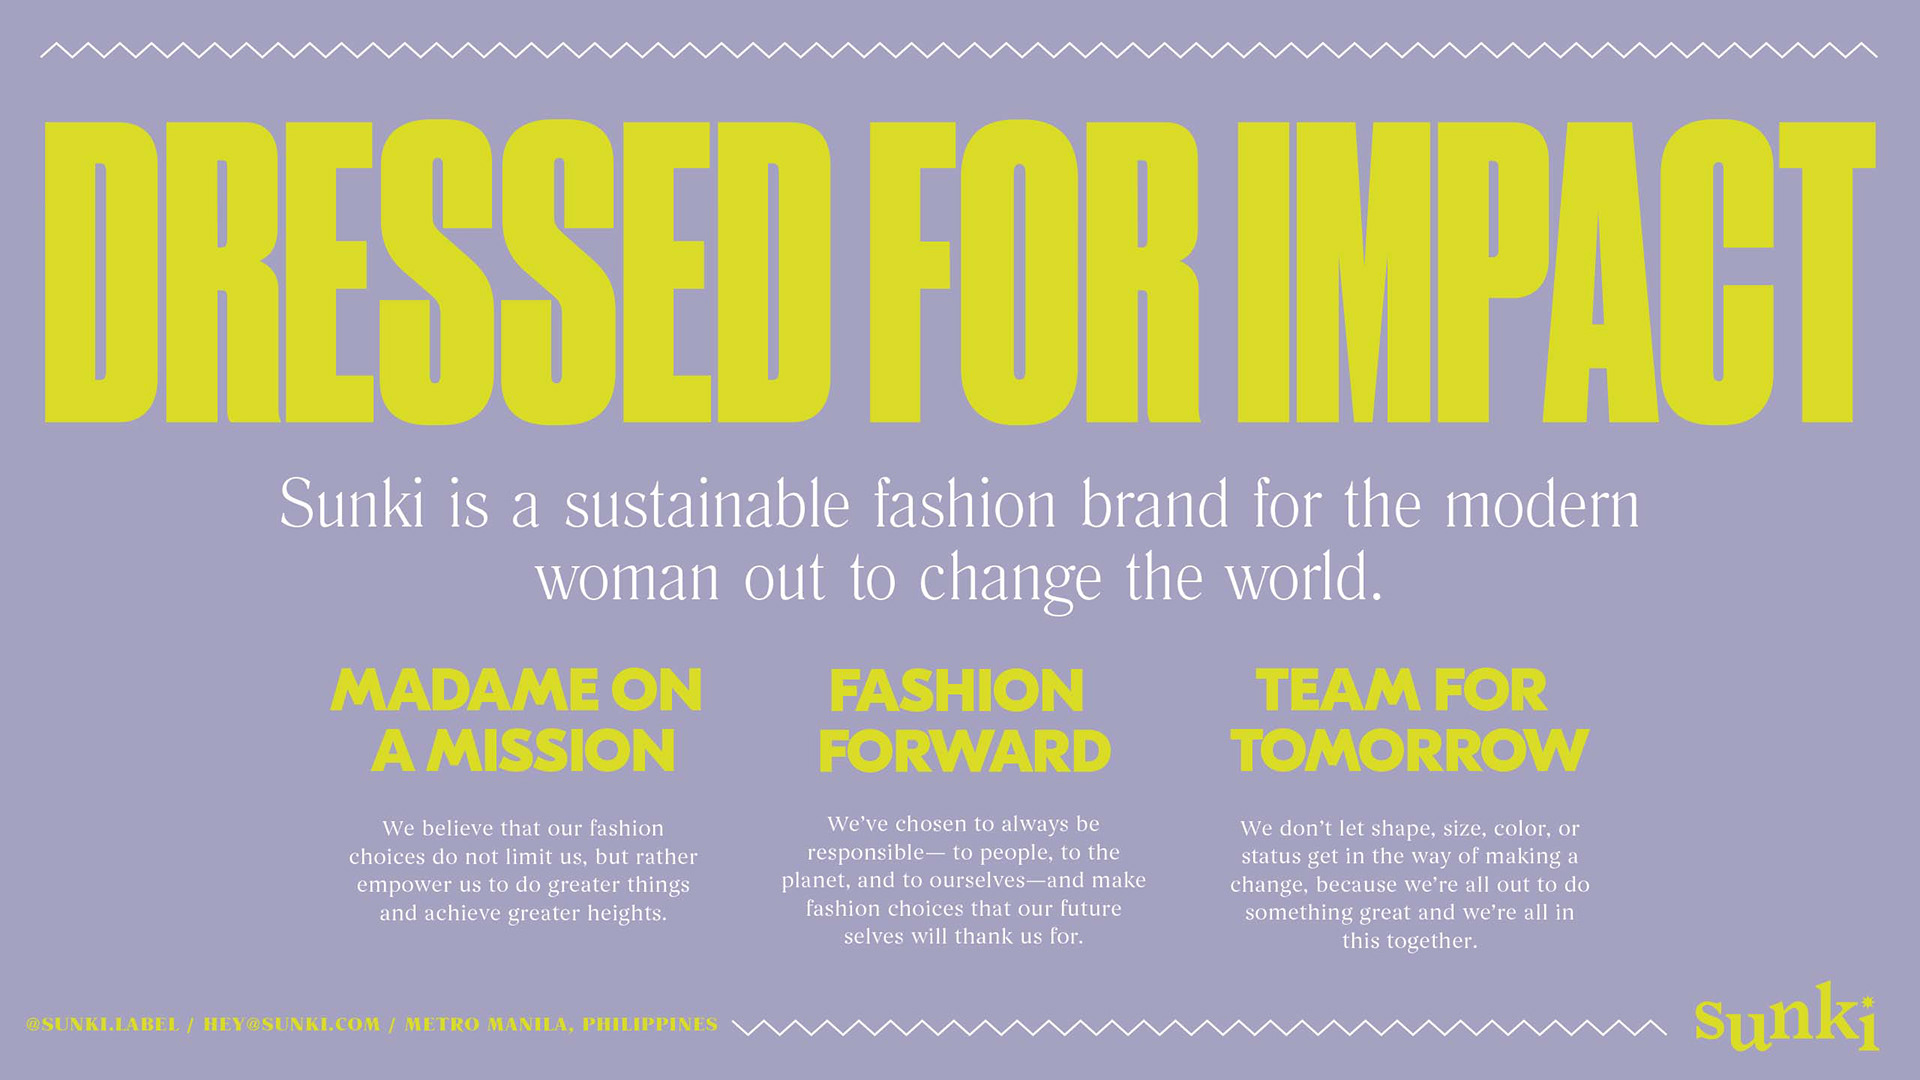 DRESSED FOR IMPACT
Sunki is a sustainable fashion brand for the modern
woman out to change the world.
MADAME ON
A MISSION
We believe that our fashion
choices do not limit us, but rather
empower us to do greater things
and achieve greater heights.
FASHION
FORWARD
We've chosen to always be
responsible— to people, to the
planet, and to ourselves—and make
fashion choices that our future
selves will thank us for.
TEAM FOR
TOMORROW
We don't let shape, size, color, or
status get in the way of making a
change, because we're all out to do
something great and we're all in
this together.
@SUNKI.LABEL / HEY@SUNKI.COM / METRO MANILA, PHILIPPINES
sunki